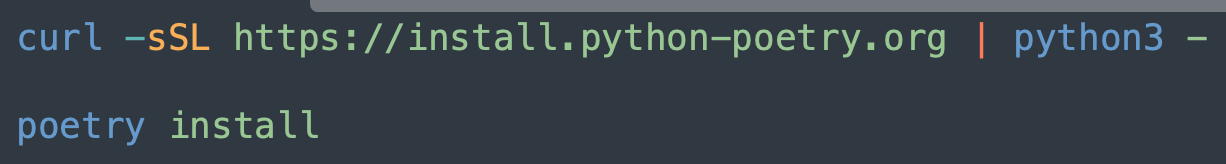 curl -sSL https://install.python-poetry.org | python3 -
poetry install